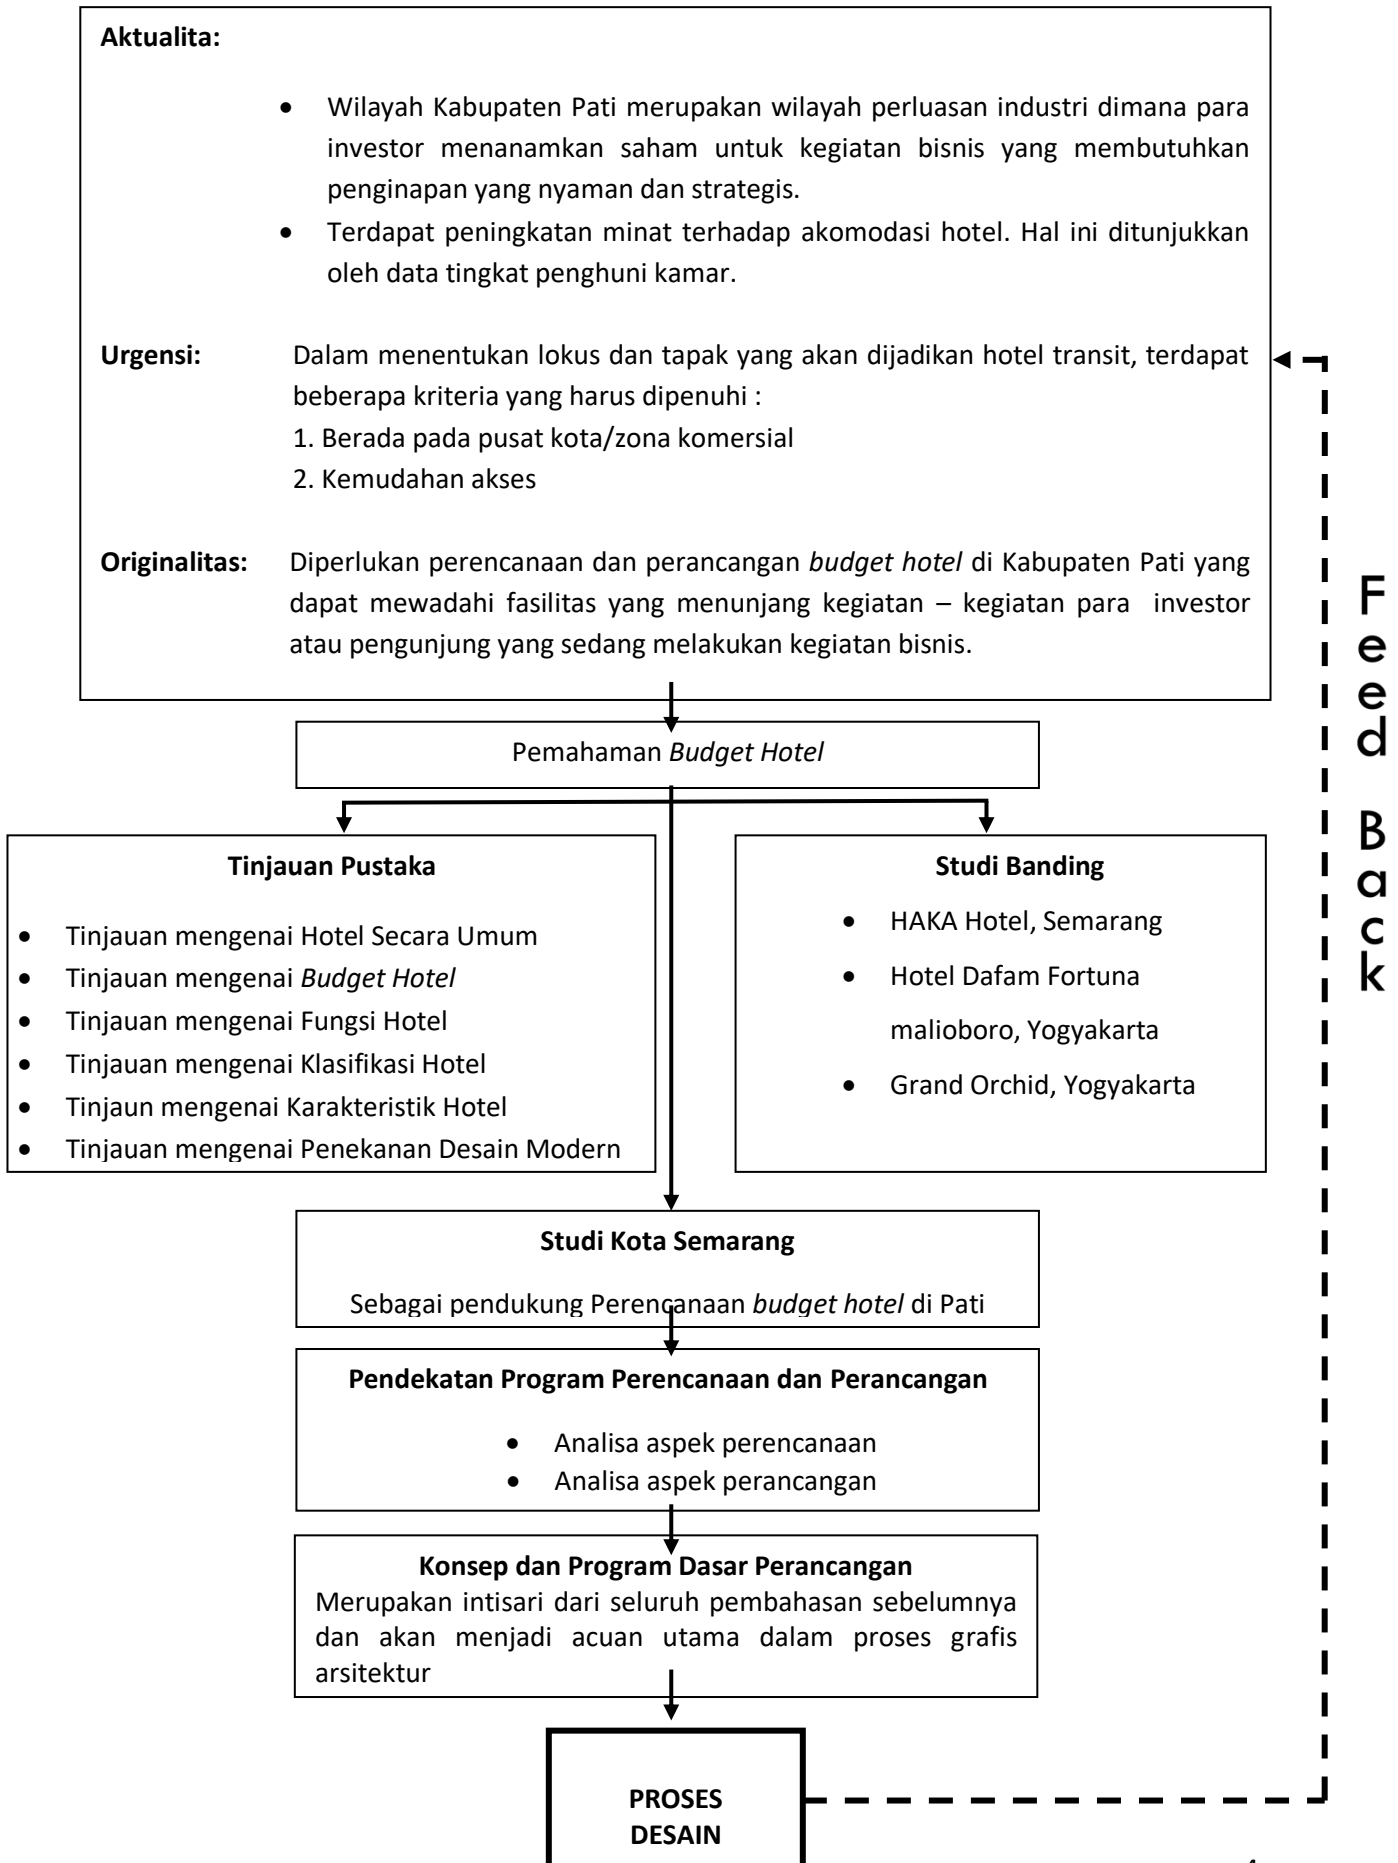 Aktualita:
• Wilayah Kabupaten Pati merupakan wilayah perluasan industri dimana para
investor menanamkan saham untuk kegiatan bisnis yang membutuhkan
penginapan yang nyaman dan strategis.
• Terdapat peningkatan minat terhadap akomodasi hotel. Hal ini ditunjukkan
oleh data tingkat penghuni kamar.
Urgensi: Dalam menentukan lokus dan tapak yang akan dijadikan hotel transit, terdapat
beberapa kriteria yang harus dipenuhi :
1. Berada pada pusat kota/zona komersial
2. Kemudahan akses
Originalitas: Diperlukan perencanaan dan perancangan budget hotel di Kabupaten Pati yang
dapat mewadahi fasilitas yang menunjang kegiatan – kegiatan para investor
atau pengunjung yang sedang melakukan kegiatan bisnis.
Pemahaman Budget Hotel
Tinjauan Pustaka
• Tinjauan mengenai Hotel Secara Umum
• Tinjauan mengenai Budget Hotel
• Tinjauan mengenai Fungsi Hotel
• Tinjauan mengenai Klasifikasi Hotel
• Tinjaun mengenai Karakteristik Hotel
• Tinjauan mengenai Penekanan Desain Modern
Studi Banding
• HAKA Hotel, Semarang
• Hotel Dafam Fortuna
malioboro, Yogyakarta
• Grand Orchid, Yogyakarta
Studi Kota Semarang
Sebagai pendukung Perencanaan budget hotel di Pati
Pendekatan Program Perencanaan dan Perancangan
• Analisa aspek perencanaan
• Analisa aspek perancangan
Konsep dan Program Dasar Perancangan
Merupakan intisari dari seluruh pembahasan sebelumnya
dan akan menjadi acuan utama dalam proses grafis
arsitektur
PROSES
DESAIN
Feed Back